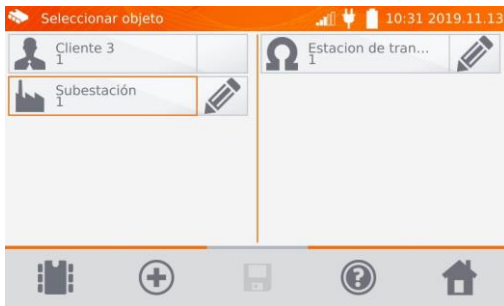 Seleccionar objeto
10:31 2019.11.13
Cliente 3
1
Subestación
1
Estacion de tran...
1